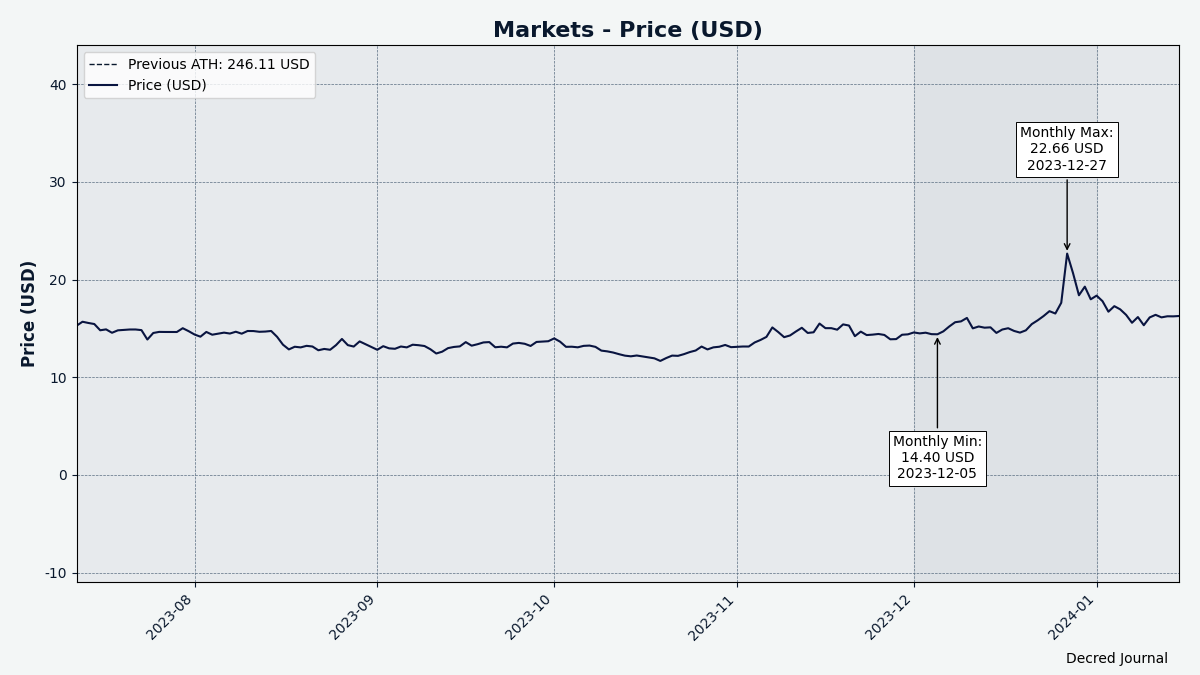 Markets - Price (USD)
Previous ATH: 246.11 USD
Price (USD)
Price (USD)
40
30
20
10
0
-10
Monthly Max:
22.66 USD
2023-12-27
Monthly Min:
14.40 USD
2023-12-05
2023-08
2023-09
2023-10
2023-11
2023-12
2024-01
Decred Journal